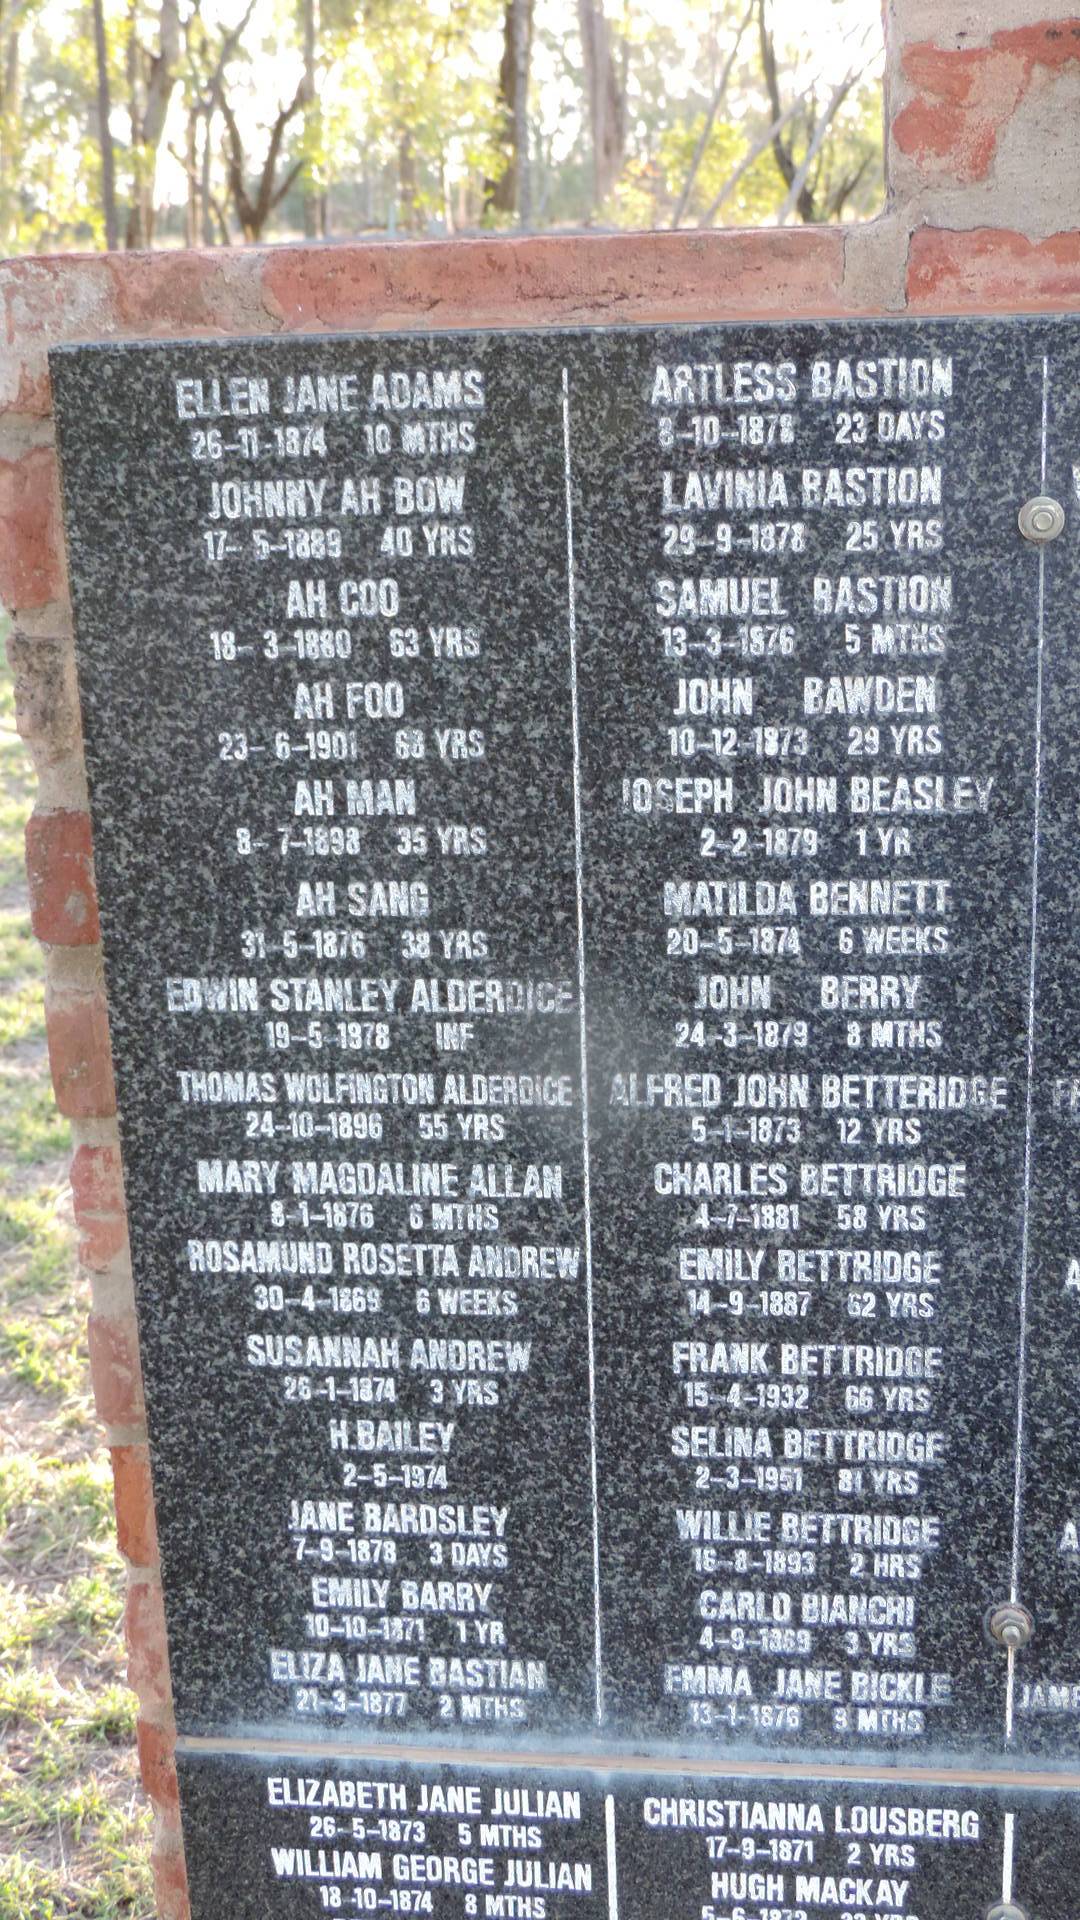 ELLEN JANE ADAMS
26-11-1874 10 MTHS
JOHNNY AH BOW
17-5-1889 40 YRS
AH COO
18-3-1880 63 YRS
AH FOO
23-6-1901 68 YRS
AH MAN
8-7-1898 35 YRS
AH SANG
31-5-1876 38 YRS
EDWIN STANLEY ALDERDICE
19-5-1878 INF
THOMAS WOLFINGTON ALDERDICE
24-10-1896 55 YRS
MARY MAGDALINE ALLAN
8-1-1876 6 MTHS
ROSAMUND ROSETTA ANDREW
30-4-1869 6 WEEKS
SUSANNAH ANDREW
26-1-1874 3 YRS
H.BAILEY
2-5-1974
JANE BARDSLEY
7-9-1878 3 DAYS
EMILY BARRY
10-10-1871 1 YR
ELIZA JANE BASTIAN
21-3-1877 2 MTHS
ARTLESS BASTION
8-10-1878 23 DAYS
LAVINIA BASTION
29-9-1878 25 YRS
SAMUEL BASTION
13-3-1876 5 MTHS
JOHN BAWDEN
10-12-1873 29 YRS
JOSEPH JOHN BEASLEY
2-2-1879 1 YR
MATILDA BENNETT
20-5-1874 6 WEEKS
JOHN BERRY
24-3-1879 8 MTHS
ALFRED JOHN BETTERIDGE
5-1-1873 12 YRS
CHARLES BETTRIDGE
4-7-1881 58 YRS
EMILY BETTRIDGE
14-9-1887 62 YRS
FRANK BETTRIDGE
15-4-1932 66 YRS
SELINA BETTRIDGE
2-3-1951 81 YRS
WILLIE BETTRIDGE
16-8-1893 2 HRS
CARLO BIANCHI
4-9-1869 3 YRS
EMMA JANE BICKLE
13-1-1876 9 MTHS
ELIZABETH JANE JULIAN
26-5-1873 5 MTHS
WILLIAM GEORGE JULIAN
18-10-1874 8 MTHS
CHRISTIANNA LOUSBERG
17-9-1871 2 YRS
HUGH MACKAY